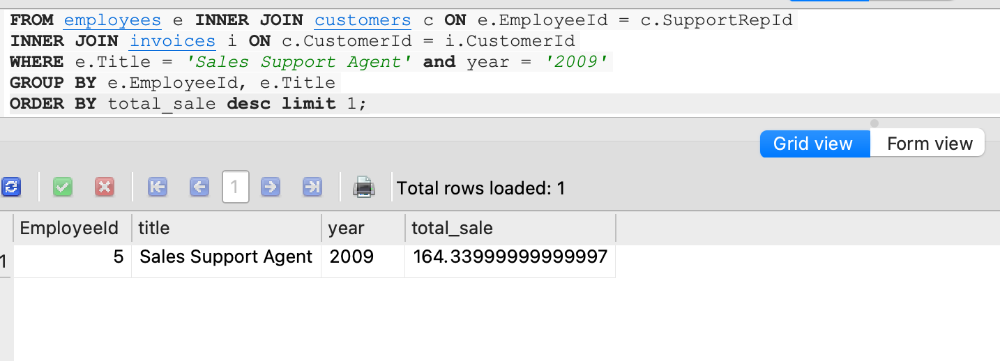 FROM employees e INNER JOIN customers c ON e.EmployeeId = c.SupportRepId
INNER JOIN invoices i ON c.CustomerId = i.CustomerId
WHERE e.Title = 'Sales Support Agent' and year = '2009'
GROUP BY e.EmployeeId, e.Title
ORDER BY total_sale desc limit 1;
Grid view Form view
1 Total rows loaded: 1
EmployeeId title year total_sale
1 5 Sales Support Agent 2009 164.33999999999997